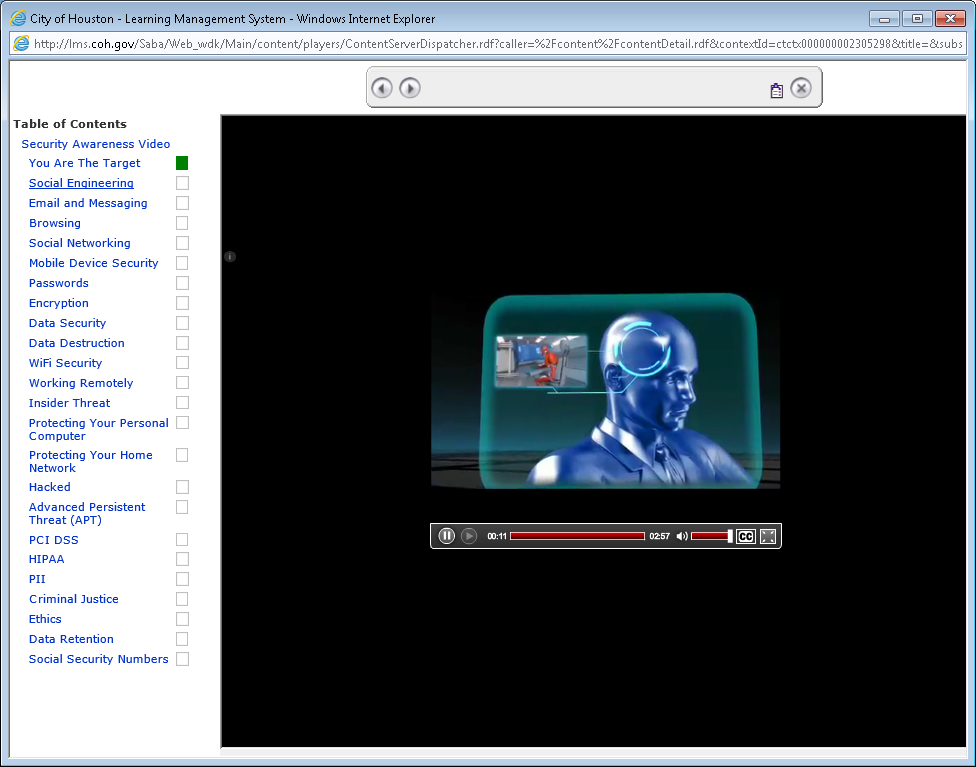 City of Houston - Learning Management System - Windows Internet Explorer
http://lms.coh.gov/Saba/Web_wdk/Main/content/players/ContentServerDispatcher.rdf?caller=%2Fcontent%2FcontentDetail.rdf&contextId=ctctx000000002305298&title=&subs
Table of Contents
Security Awareness Video
You Are The Target
Social Engineering
Email and Messaging
Browsing
Social Networking
Mobile Device Security
Passwords
Encryption
Data Security
Data Destruction
WiFi Security
Working Remotely
Insider Threat
Protecting Your Personal
Computer
Protecting Your Home
Network
Hacked
Advanced Persistent
Threat (APT)
PCI DSS
HIPAA
PII
Criminal Justice
Ethics
Data Retention
Social Security Numbers
00:11 02:57 CC